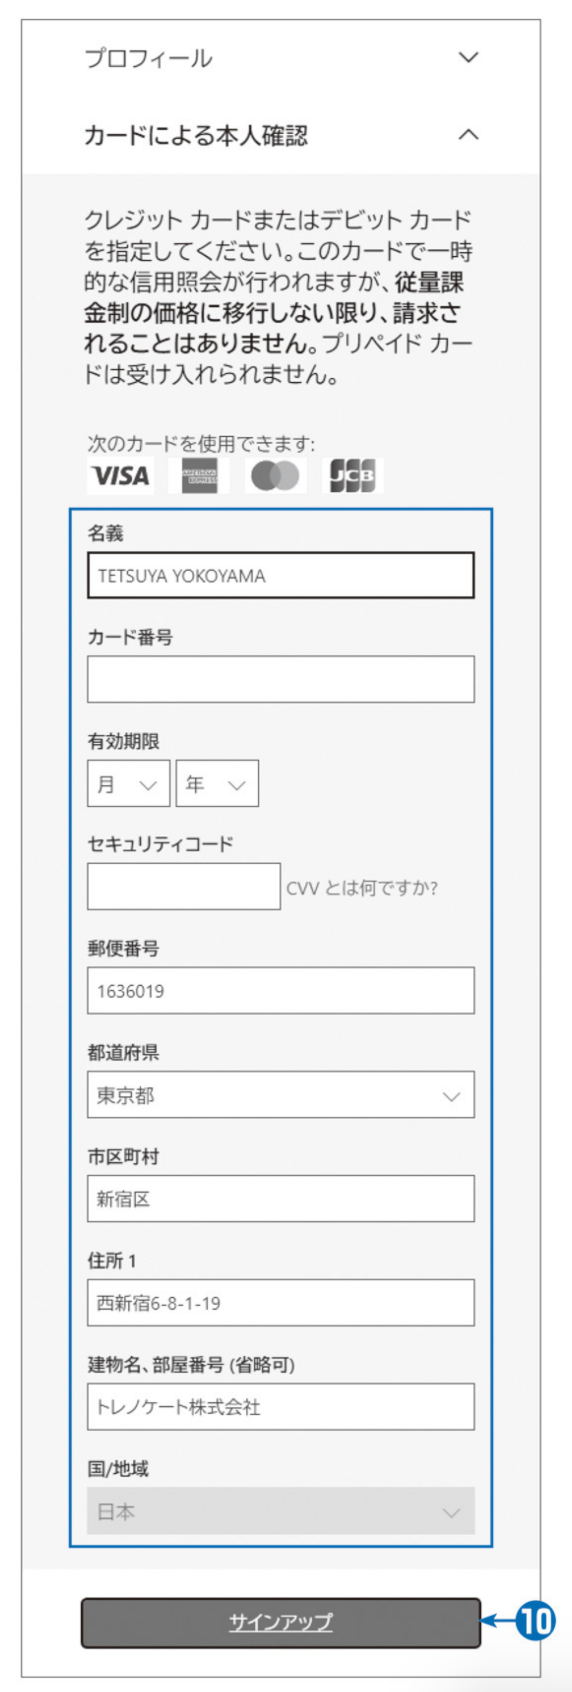 プロフィール
カードによる本人確認
クレジット カードまたはデビット カード
を指定してください。このカードで一時
的な信用照会が行われますが、従量課
金制の価格に移行しない限り、請求さ
れることはありません。プリペイド カー
ドは受け入れられません。
次のカードを使用できます:
VISA AMERICAN EXPRESS JCB
名義
TETSUYA YOKOYAMA
カード番号
有効期限
月 年
セキュリティコード
CVV とは何ですか?
郵便番号
1636019
都道府県
東京都
市区町村
新宿区
住所 1
西新宿6-8-1-19
建物名、部屋番号 (省略可)
トレノケート株式会社
国/地域
日本
サインアップ
10